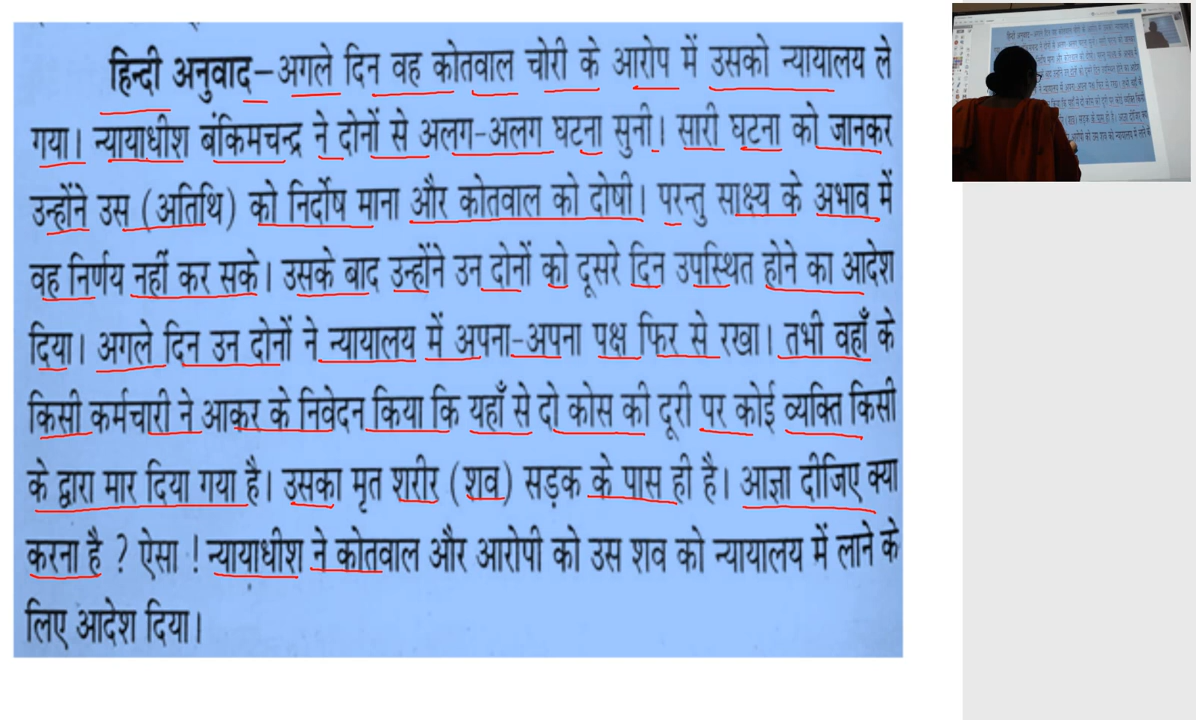 हिन्दी अनुवाद–अगले दिन वह कोतवाल चोरी के आरोप में उसको न्यायालय ले
गया। न्यायाधीश बंकिमचन्द्र ने दोनों से अलग-अलग घटना सुनी। सारी घटना को जानकर
उन्होंने उस (अतिथि) को निर्दोष माना और कोतवाल को दोषी। परन्तु साक्ष्य के अभाव में
वह निर्णय नहीं कर सके। उसके बाद उन्होंने उन दोनों को दूसरे दिन उपस्थित होने का आदेश
दिया। अगले दिन उन दोनों ने न्यायालय में अपना-अपना पक्ष फिर से रखा। तभी वहाँ के
किसी कर्मचारी ने आकर के निवेदन किया कि यहाँ से दो कोस की दूरी पर कोई व्यक्ति किसी
के द्वारा मार दिया गया है। उसका मृत शरीर (शव) सड़क के पास ही है। आज्ञा दीजिए क्या
करना है ? ऐसा ! न्यायाधीश ने कोतवाल और आरोपी को उस शव को न्यायालय में लाने के
लिए आदेश दिया।